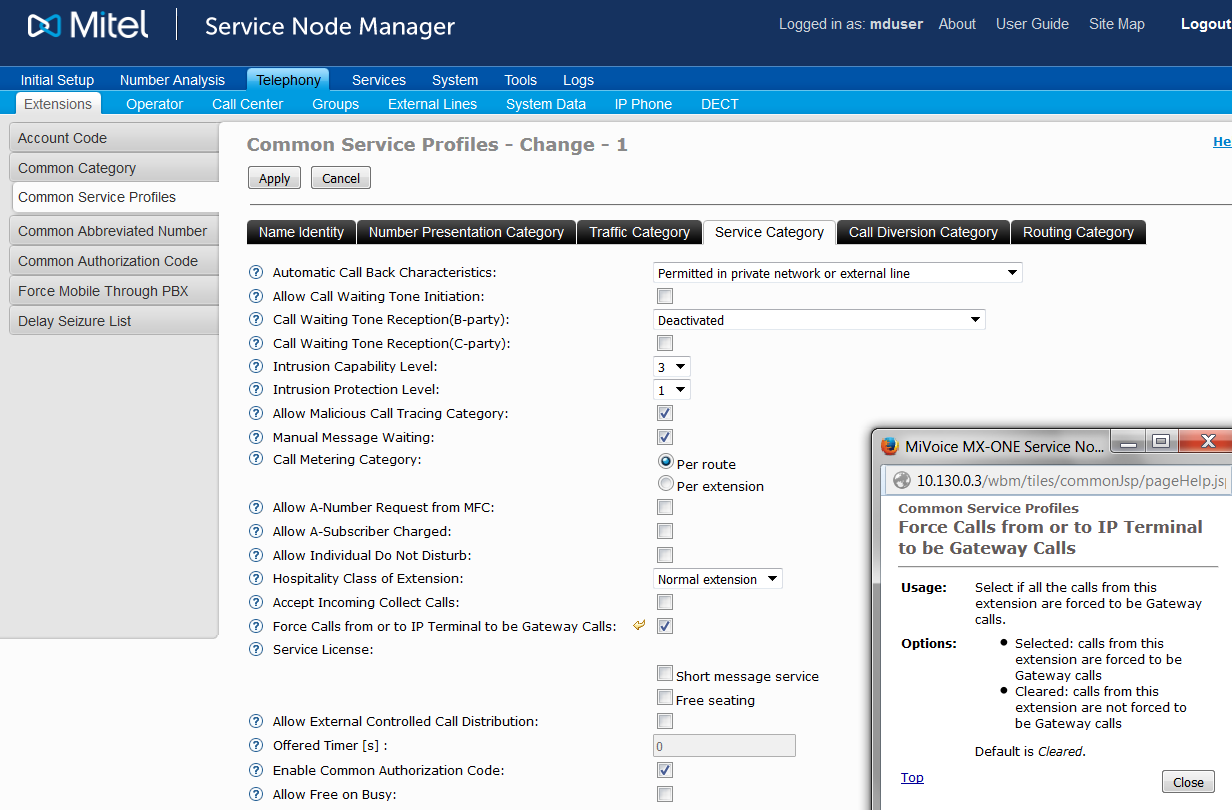 Mitel Service Node Manager
Logged in as: mduser About User Guide Site Map Logout
Initial Setup Number Analysis Telephony Services System Tools Logs
Extensions Operator Call Center Groups External Lines System Data IP Phone DECT
Account Code
Common Category
Common Service Profiles
Common Abbreviated Number
Common Authorization Code
Force Mobile Through PBX
Delay Seizure List
Common Service Profiles - Change - 1
He
Apply Cancel
Name Identity Number Presentation Category Traffic Category Service Category Call Diversion Category Routing Category
? Automatic Call Back Characteristics: Permitted in private network or external line
? Allow Call Waiting Tone Initiation:
? Call Waiting Tone Reception(B-party): Deactivated
? Call Waiting Tone Reception(C-party):
? Intrusion Capability Level: 3
? Intrusion Protection Level: 1
? Allow Malicious Call Tracing Category:
? Manual Message Waiting:
? Call Metering Category: Per route
Per extension
? Allow A-Number Request from MFC:
? Allow A-Subscriber Charged:
? Allow Individual Do Not Disturb:
? Hospitality Class of Extension: Normal extension
? Accept Incoming Collect Calls:
? Force Calls from or to IP Terminal to be Gateway Calls:
? Service License:
Short message service
Free seating
? Allow External Controlled Call Distribution:
? Offered Timer [s] : 0
? Enable Common Authorization Code:
? Allow Free on Busy:
MiVoice MX-ONE Service No...
10.130.0.3/wbm/tiles/commonJsp/pageHelp.jsp
Common Service Profiles
Force Calls from or to IP Terminal
to be Gateway Calls
Usage: Select if all the calls from this
extension are forced to be Gateway
calls.
Options: • Selected: calls from this
extension are forced to be
Gateway calls
• Cleared: calls from this
extension are not forced to
be Gateway calls
Default is Cleared.
Top
Close